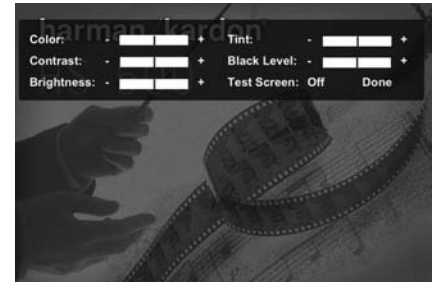 harman/kardon
Color: - + Tint: - +
Contrast: - + Black Level: - +
Brightness: - + Test Screen: Off Done